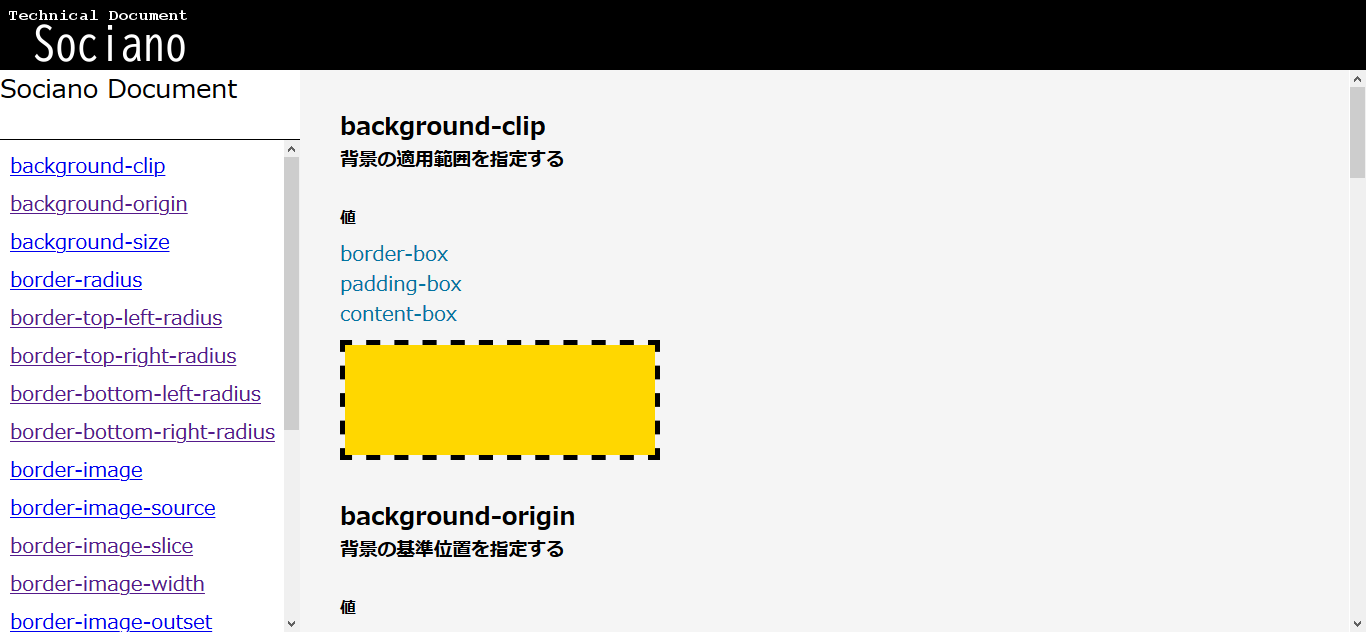 Technical Document
Sociano
Sociano Document
background-clip
background-origin
background-size
border-radius
border-top-left-radius
border-top-right-radius
border-bottom-left-radius
border-bottom-right-radius
border-image
border-image-source
border-image-slice
border-image-width
border-image-outset
background-clip
背景の適用範囲を指定する
値
border-box
padding-box
content-box
background-origin
背景の基準位置を指定する
値